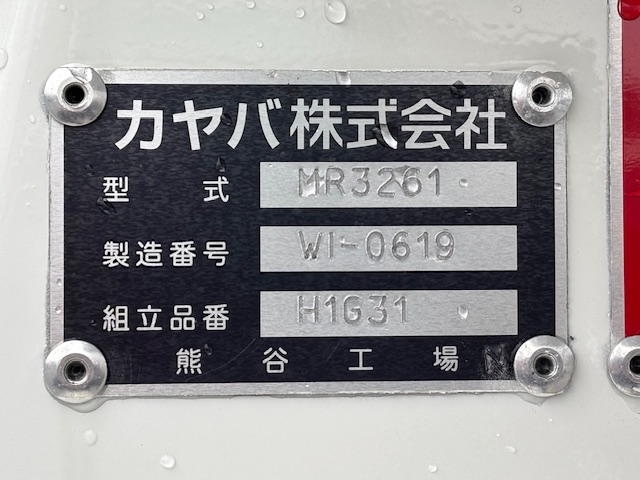 カヤバ株式会社
型式 MR3261
製造番号 WI-0619
組立品番 H1G31
熊谷工場